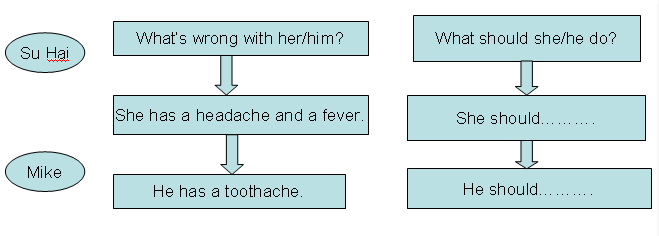 Su Hai
What's wrong with her/him?
What should she/he do?
She has a headache and a fever.
She should……….
Mike
He has a toothache.
He should……….